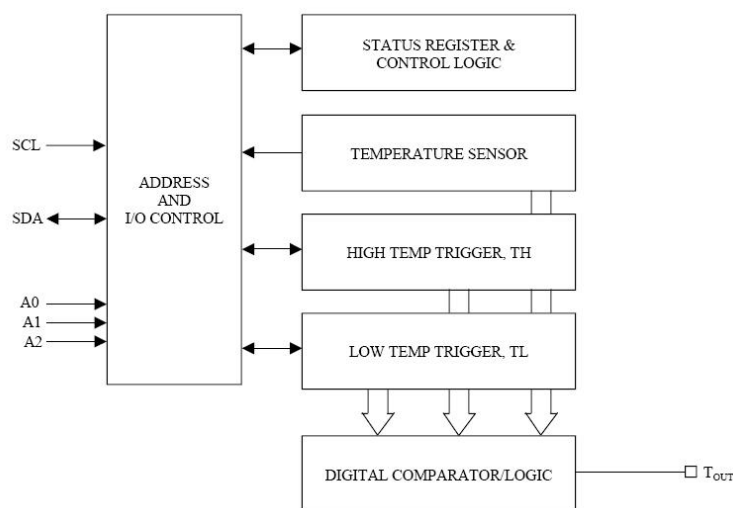 STATUS REGISTER &
CONTROL LOGIC
SCL
TEMPERATURE SENSOR
ADDRESS
AND
I/O CONTROL
SDA
HIGH TEMP TRIGGER, TH
A0
A1
A2
LOW TEMP TRIGGER, TL
DIGITAL COMPARATOR/LOGIC
TOUT